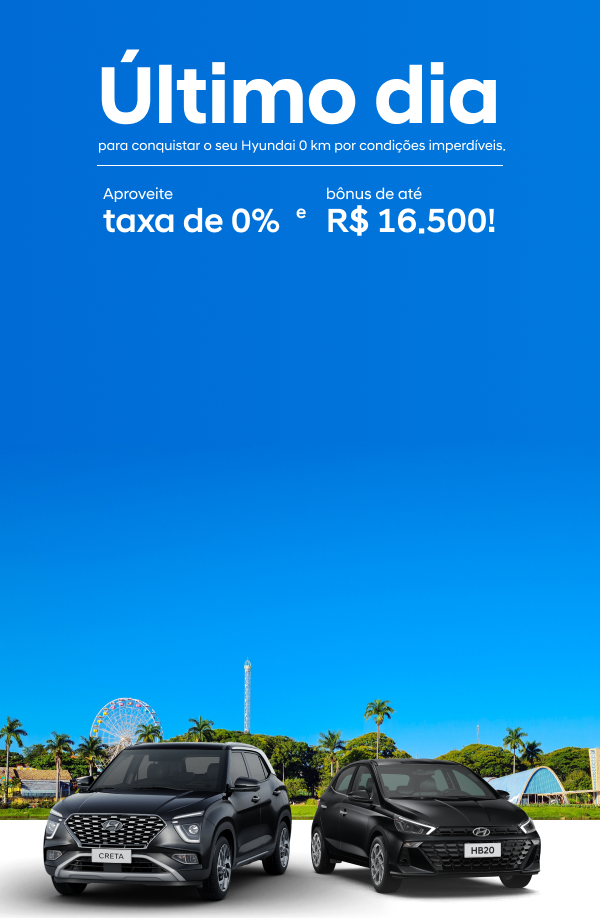 Último dia
para conquistar o seu Hyundai 0 km por condições imperdíveis.
Aproveite
taxa de 0% e
bônus de até
R$ 16.500!
CRETA
HB20